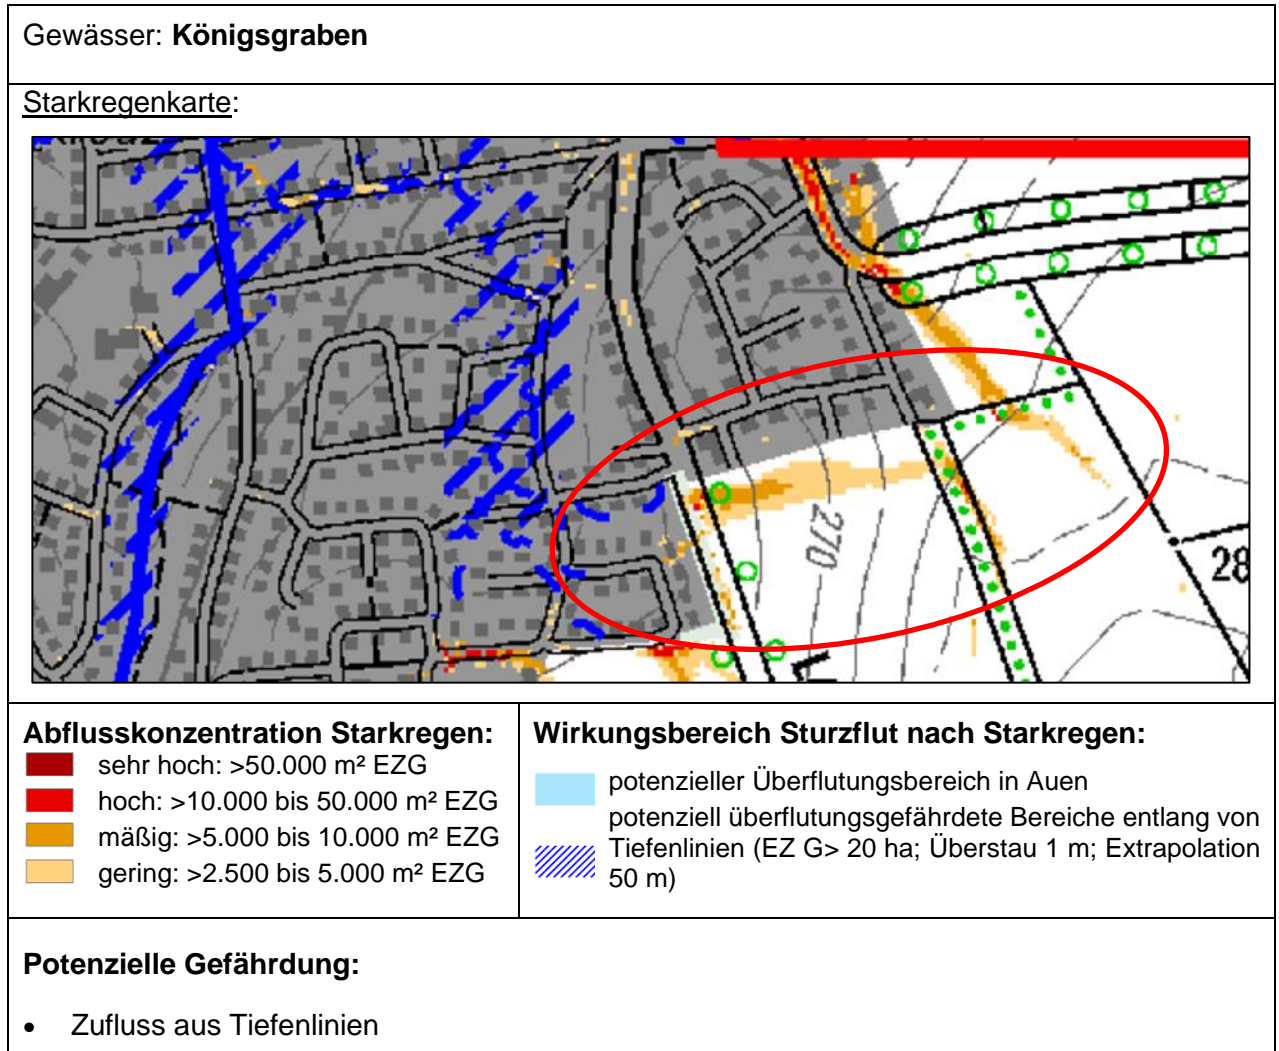 Gewässer: Königsgraben
Starkregenkarte:
270
28
L
Abflusskonzentration Starkregen:
sehr hoch: >50.000 m² EZG
hoch: >10.000 bis 50.000 m² EZG
mäßig: >5.000 bis 10.000 m² EZG
gering: >2.500 bis 5.000 m² EZG
Wirkungsbereich Sturzflut nach Starkregen:
potenzieller Überflutungsbereich in Auen
potenziell überflutungsgefährdete Bereiche entlang von
Tiefenlinien (EZ G> 20 ha; Überstau 1 m; Extrapolation
50 m)
Potenzielle Gefährdung:
• Zufluss aus Tiefenlinien